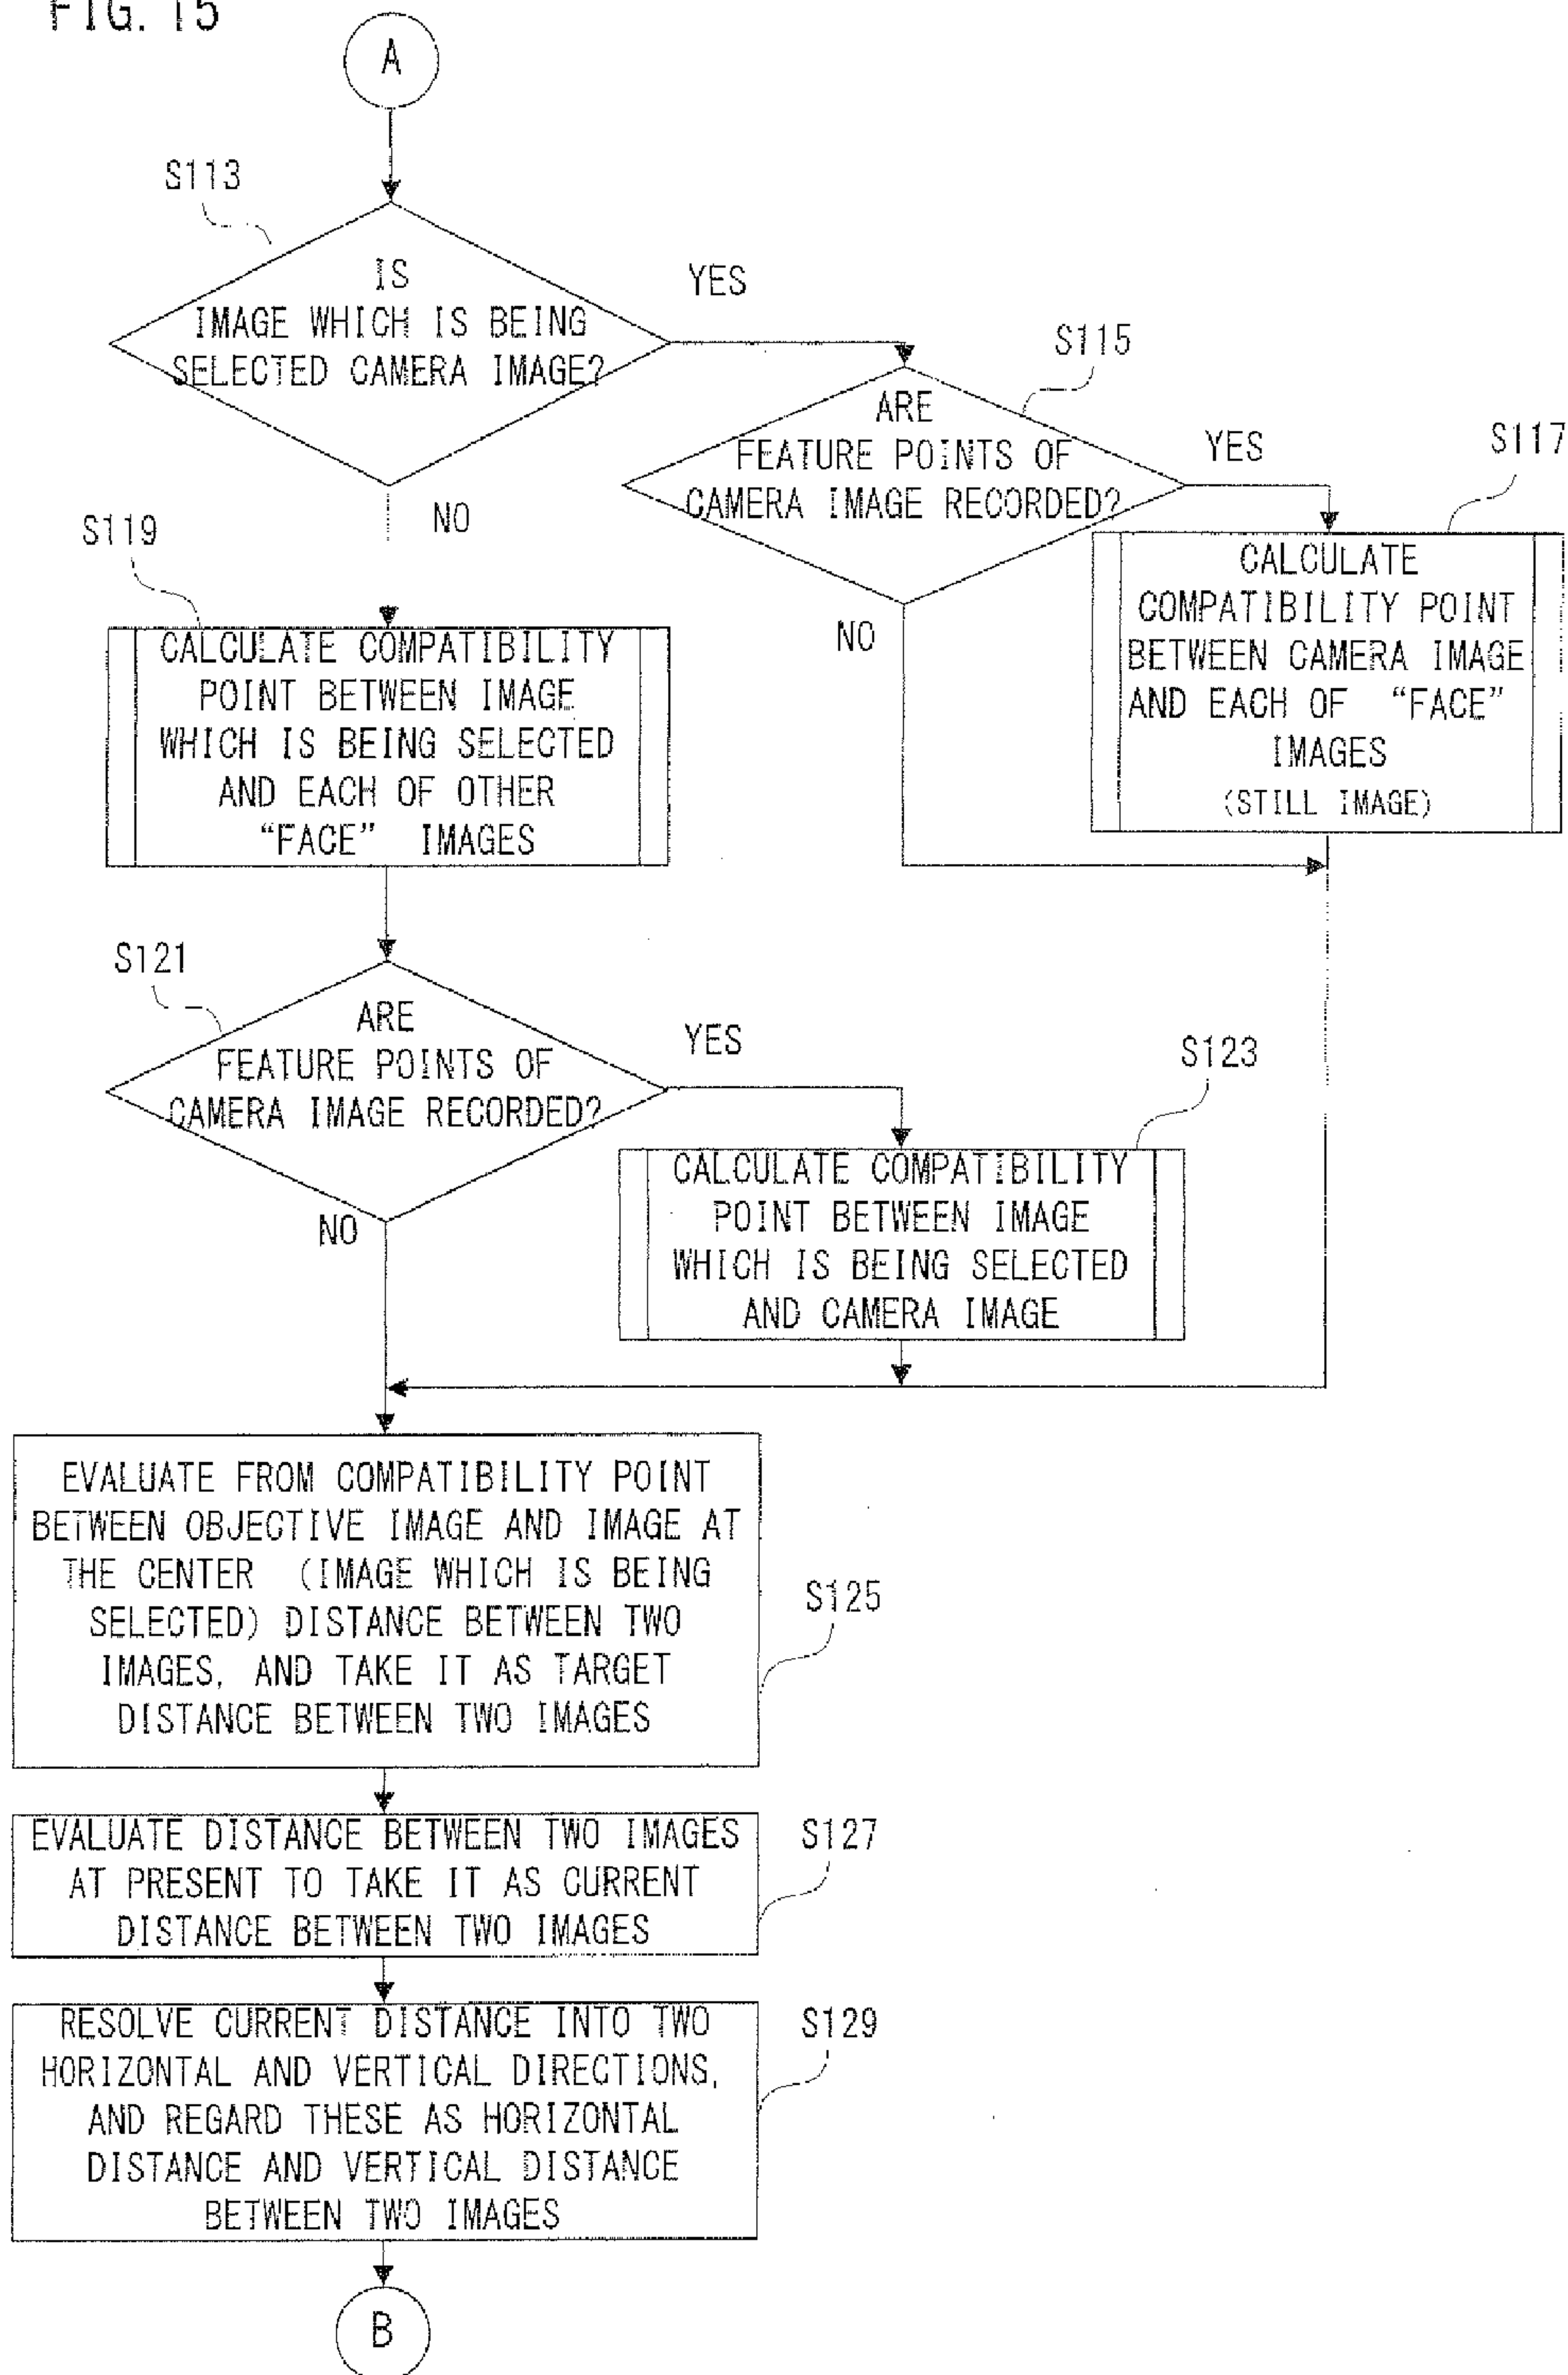 FIG. 15
A
S113
IS
IMAGE WHICH IS BEING
SELECTED CAMERA IMAGE?
YES
NO
S115
ARE
FEATURE POINTS OF
CAMERA IMAGE RECORDED?
YES
NO
S117
CALCULATE
COMPATIBILITY POINT
BETWEEN CAMERA IMAGE
AND EACH OF “FACE”
IMAGES
(STILL IMAGE)
S119
CALCULATE COMPATIBILITY
POINT BETWEEN IMAGE
WHICH IS BEING SELECTED
AND EACH OF OTHER
“FACE” IMAGES
S121
ARE
FEATURE POINTS OF
CAMERA IMAGE RECORDED?
YES
NO
S123
CALCULATE COMPATIBILITY
POINT BETWEEN IMAGE
WHICH IS BEING SELECTED
AND CAMERA IMAGE
EVALUATE FROM COMPATIBILITY POINT
BETWEEN OBJECTIVE IMAGE AND IMAGE AT
THE CENTER (IMAGE WHICH IS BEING
SELECTED) DISTANCE BETWEEN TWO
IMAGES, AND TAKE IT AS TARGET
DISTANCE BETWEEN TWO IMAGES
S125
EVALUATE DISTANCE BETWEEN TWO IMAGES
AT PRESENT TO TAKE IT AS CURRENT
DISTANCE BETWEEN TWO IMAGES
S127
RESOLVE CURRENT DISTANCE INTO TWO
HORIZONTAL AND VERTICAL DIRECTIONS,
AND REGARD THESE AS HORIZONTAL
DISTANCE AND VERTICAL DISTANCE
BETWEEN TWO IMAGES
S129
B